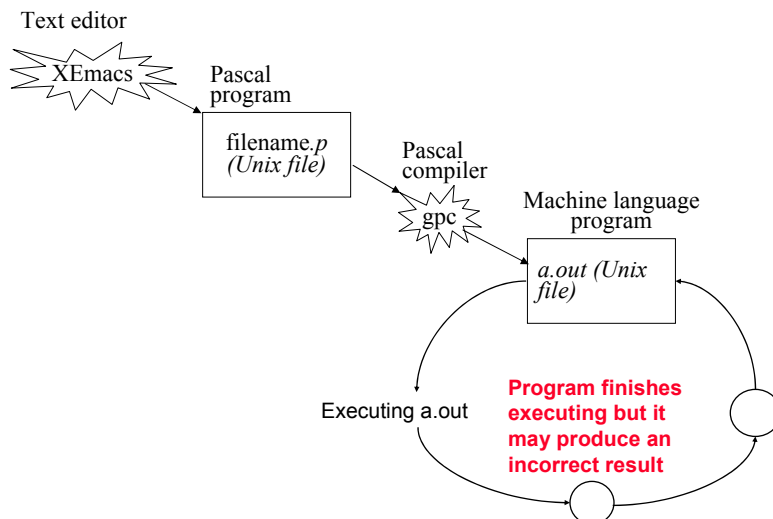 Text editor
XEmacs
Pascal
program
filename.p
(Unix file)
Pascal
compiler
gpc
Machine language
program
a.out (Unix
file)
Executing a.out
Program finishes
executing but it
may produce an
incorrect result